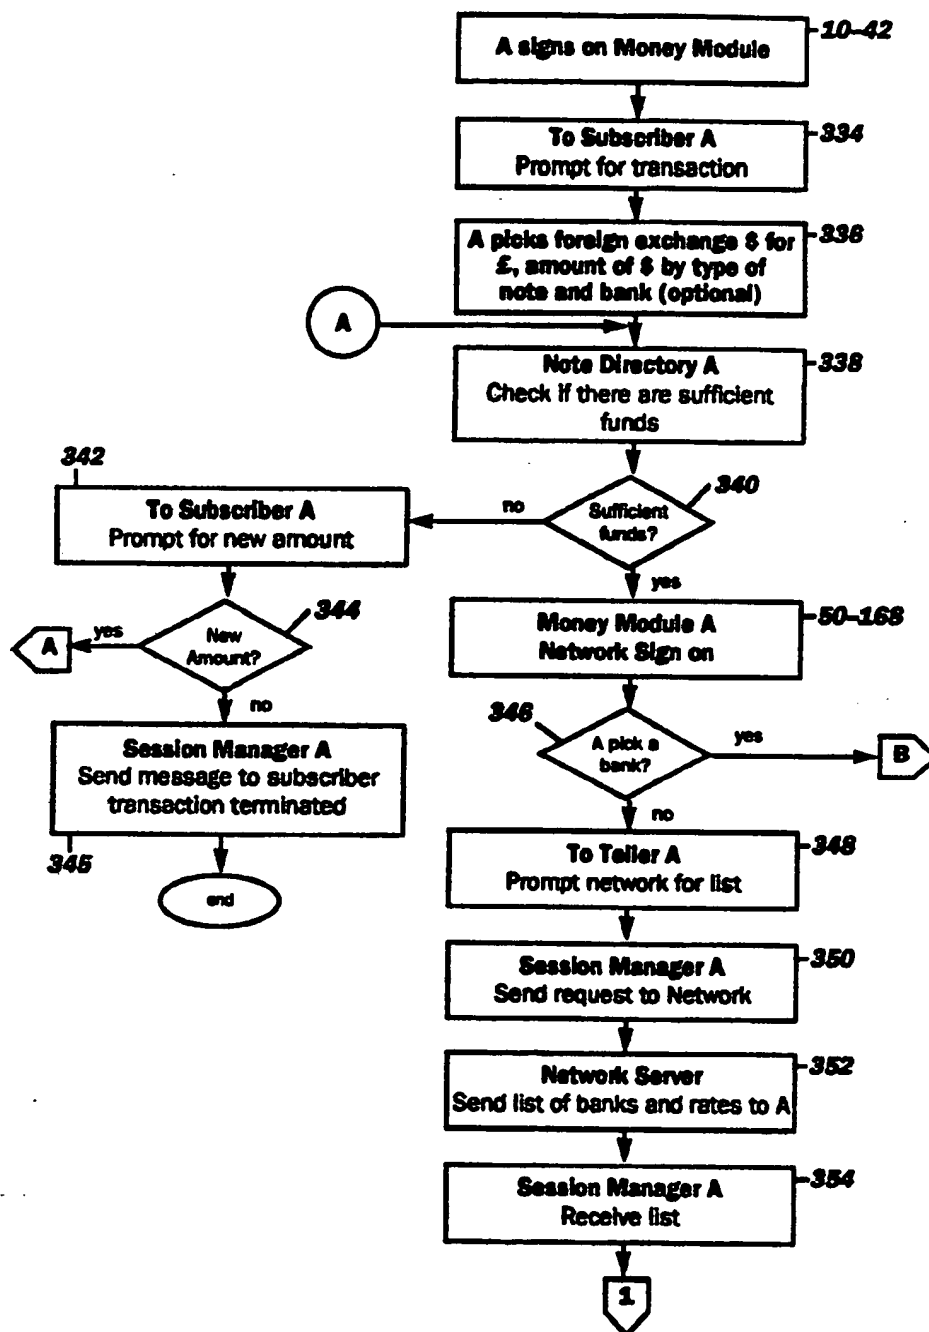 A signs on Money Module
10-42
To Subscriber A
Prompt for transaction
334
A picks foreign exchange $ for
£, amount of $ by type of
note and bank (optional)
336
A
Note Directory A
Check if there are sufficient
funds
338
342
To Subscriber A
Prompt for new amount
no
Sufficient
funds?
340
yes
New
Amount?
344
yes
A
no
Money Module A
Network Sign on
50-168
Session Manager A
Send message to subscriber
transaction terminated
345
end
346
A pick a
bank?
yes
B
no
To Teller A
Prompt network for list
348
Session Manager A
Send request to Network
350
Network Server
Send list of banks and rates to A
352
Session Manager A
Receive list
354
1